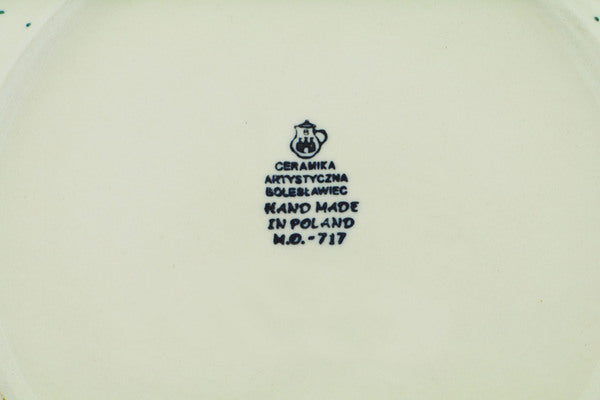 CERAMIKA
ARTYSTYCZNA
BOLESŁAWIEC
HAND MADE
IN POLAND
M.O. - 717